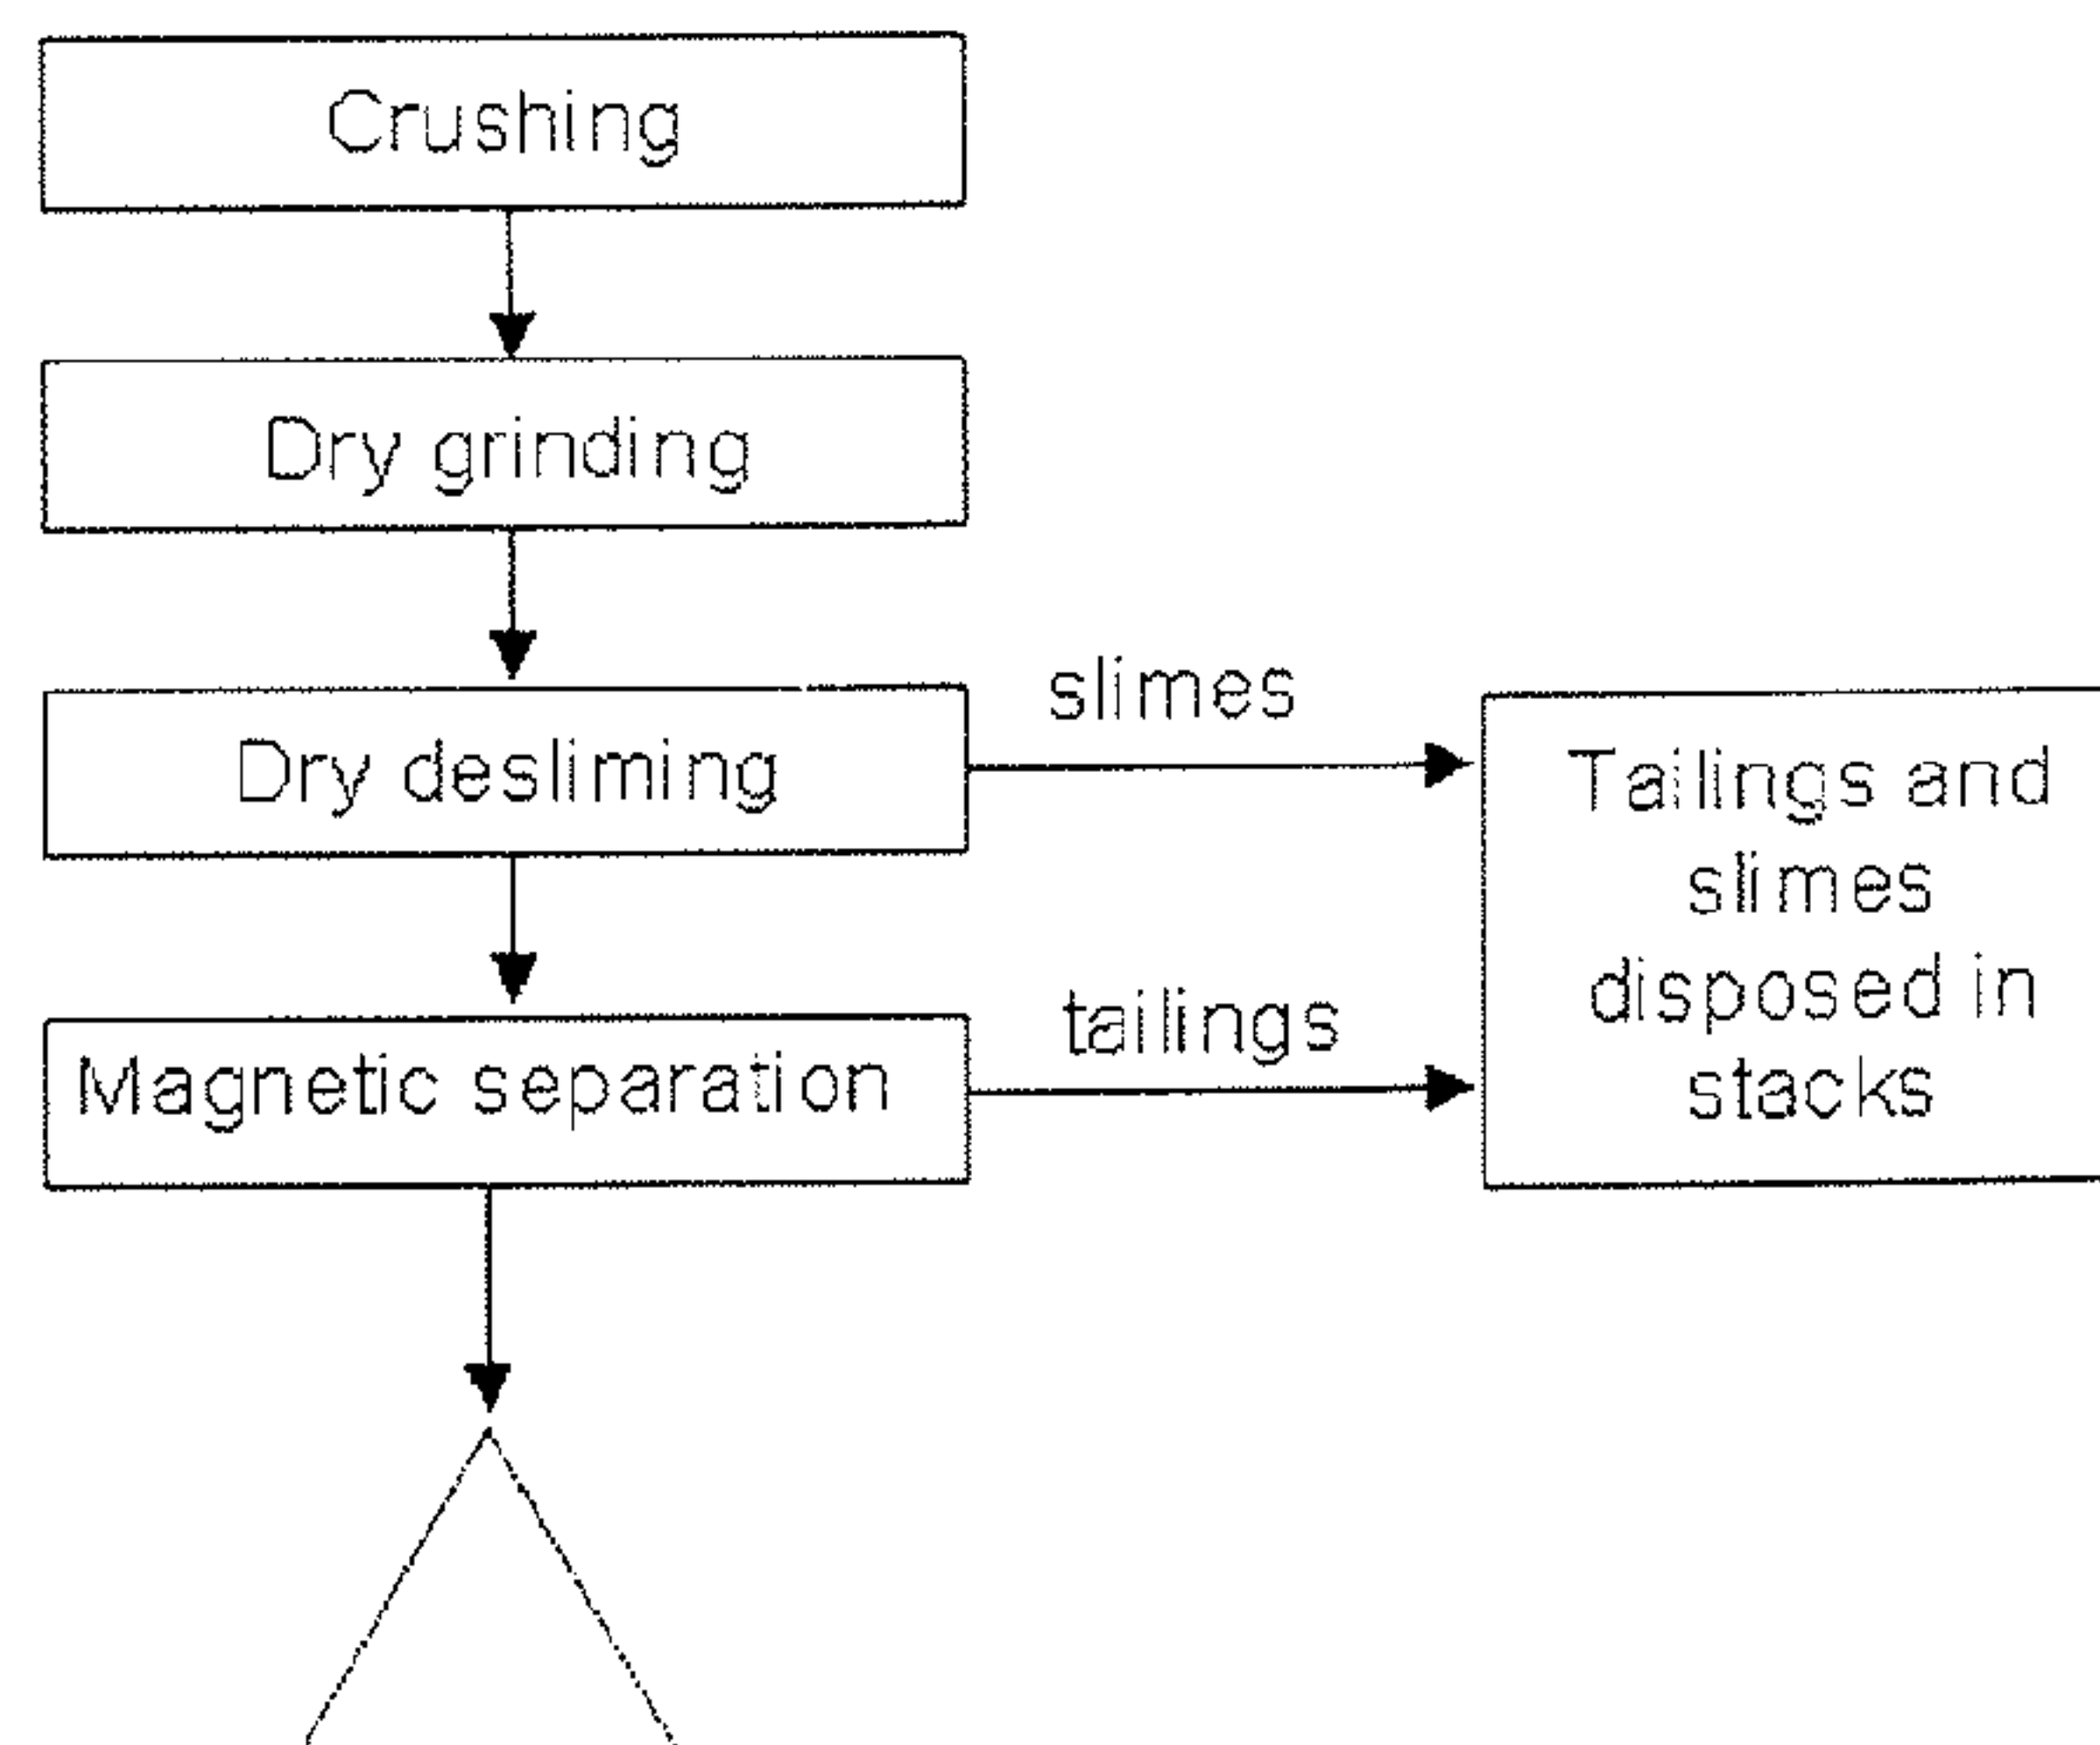 Crushing
Dry grinding
Dry desliming
slimes
Magnetic separation
tailings
Tailings and
slimes
disposed in
stacks